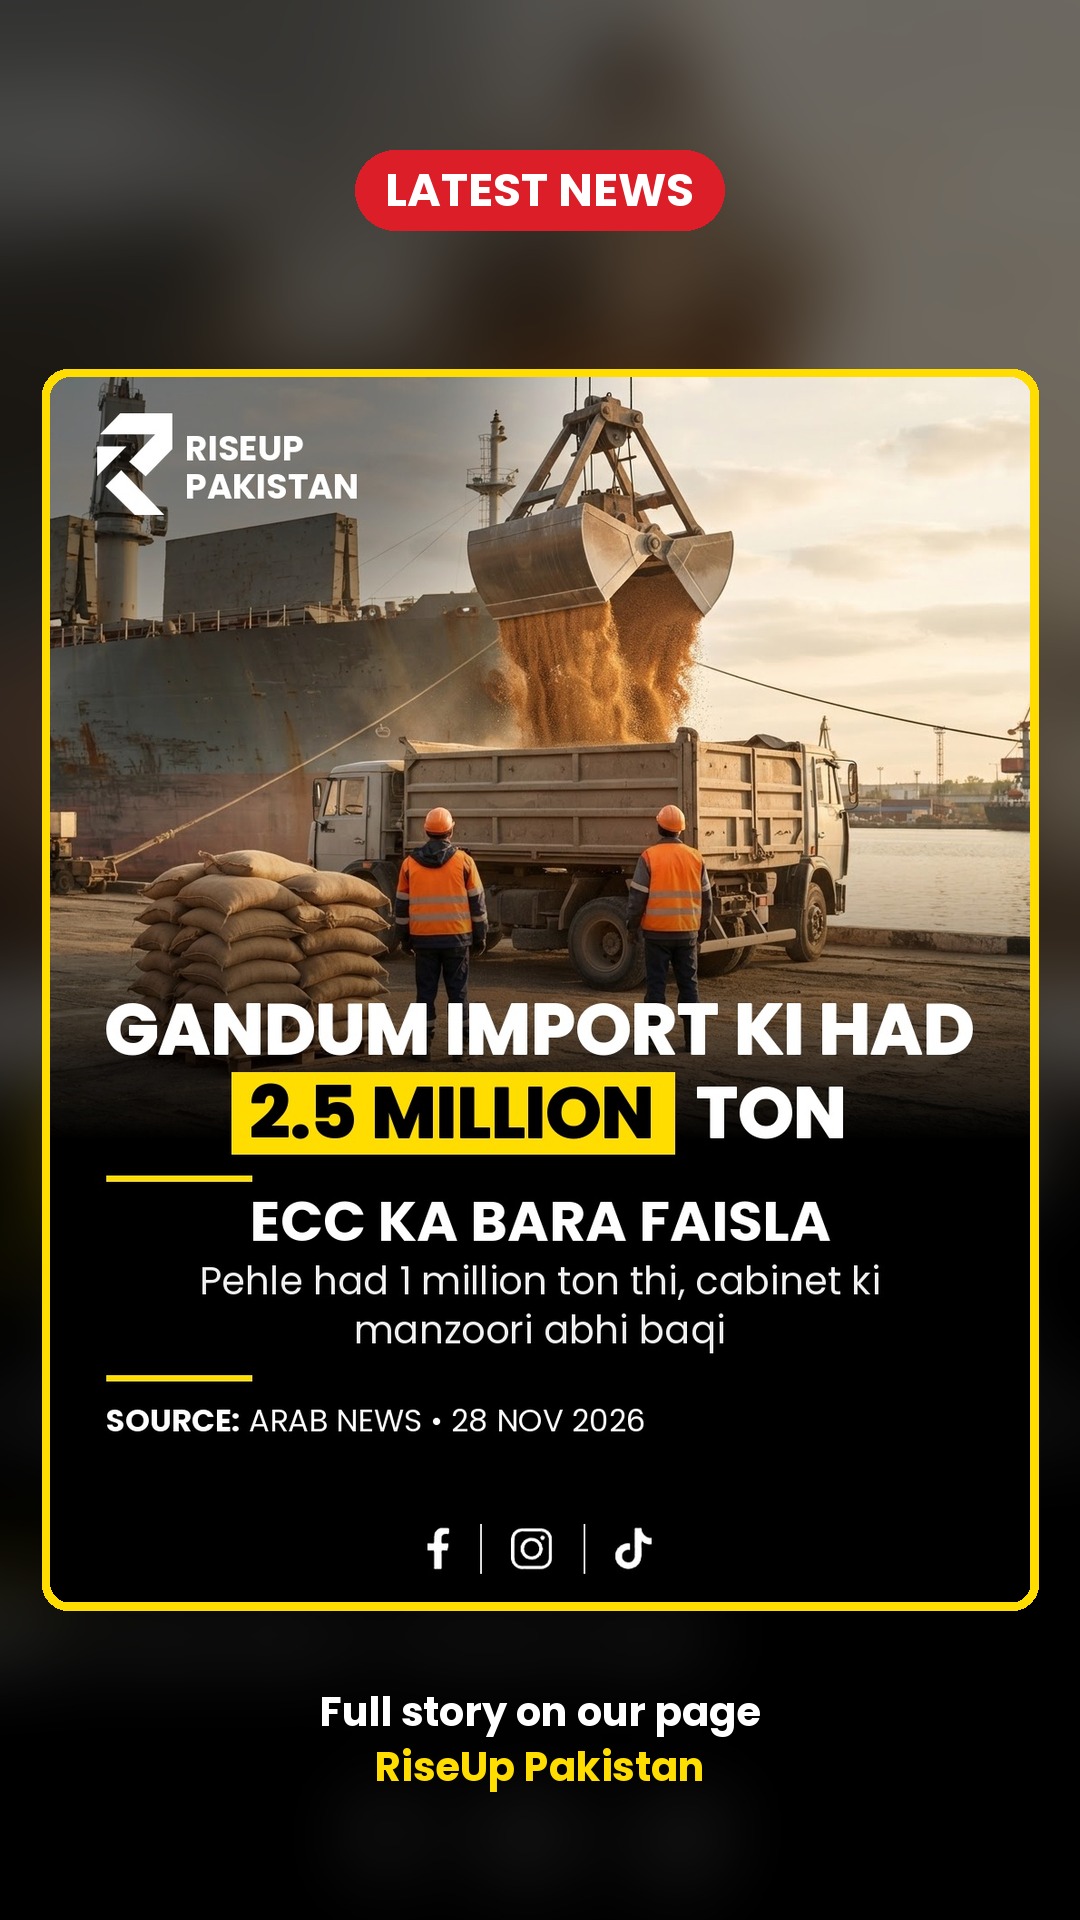 LATEST NEWS
RISEUP
PAKISTAN
GANDUM IMPORT KI HAD
2.5 MILLION TON
ECC KA BARA FAISLA
Pehle had 1 million ton thi, cabinet ki
manzoori abhi baqi
SOURCE: ARAB NEWS • 28 NOV 2026
Full story on our page
RiseUp Pakistan